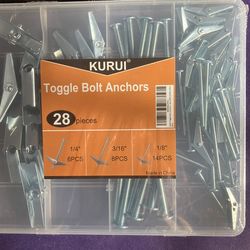 KURUI
Toggle Bolt Anchors
28 pieces
1/4" 3/16" 1/8"
6PCS 8PCS 14PCS
Made in China